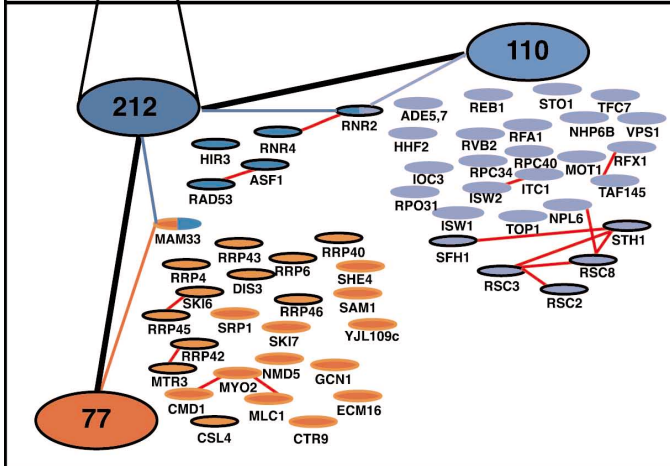 110
212
RNR2
ADE5,7
REB1
STO1
TFC7
RNR4
HHF2
RVB2
RFA1
NHP6B
VPS1
HIR3
ASF1
RAD53
IOC3
RPC34
RPC40
MOT1
RFX1
RPO31
ISW2
ITC1
TAF145
ISW1
TOP1
NPL6
STH1
SFH1
RSC8
RSC3
RSC2
MAM33
RRP43
RRP40
RRP4
DIS3
RRP6
SHE4
SKI6
RRP46
SAM1
RRP45
SRP1
SKI7
YJL109c
RRP42
NMD5
GCN1
MTR3
MYO2
CMD1
MLC1
ECM16
77
CSL4
CTR9